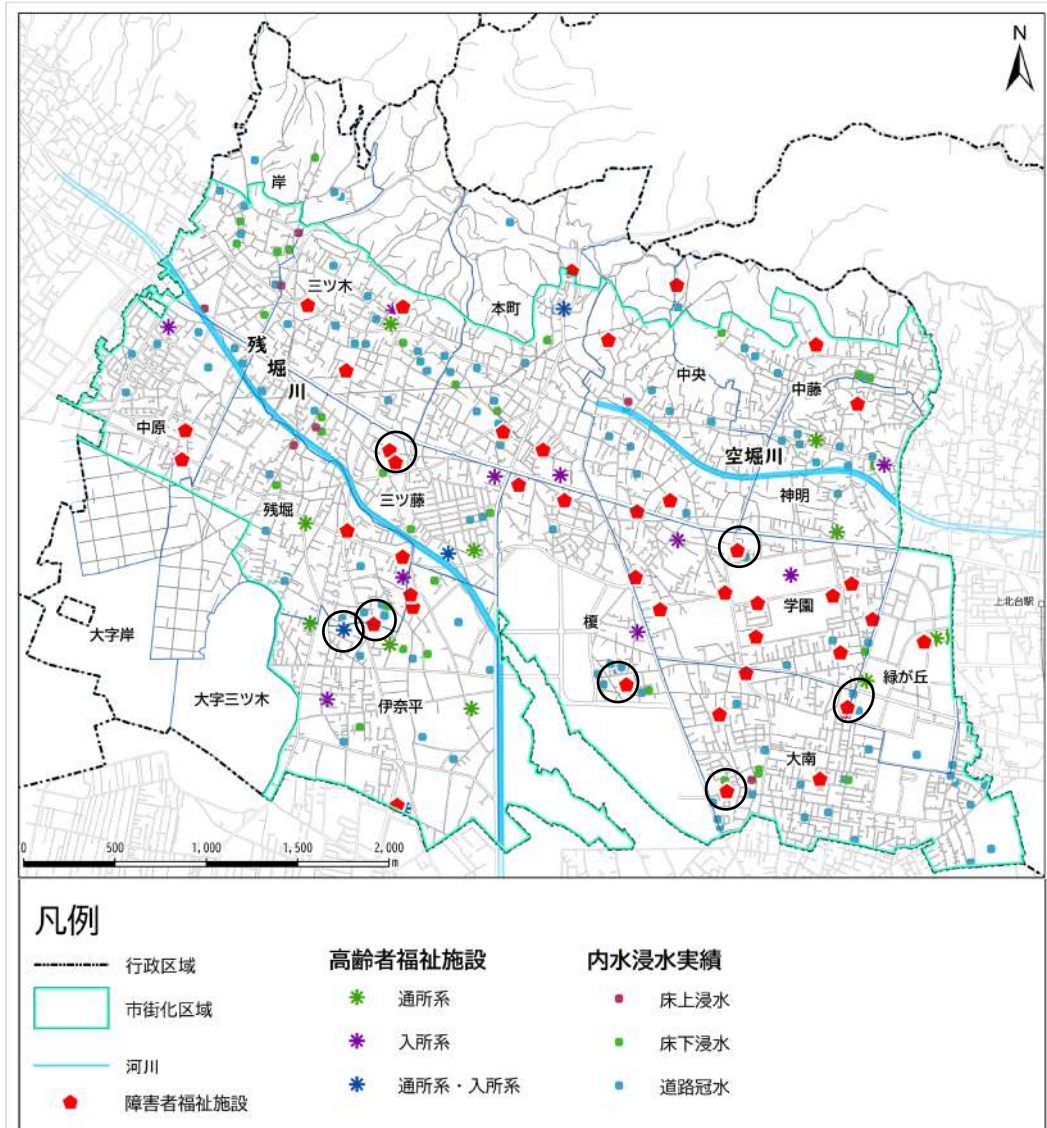 N
岸
三ツ木
本町
残
堀
川
中央
中藤
中原
空堀川
神明
残堀
三ツ藤
上北台駅
大字岸
榎
学園
緑が丘
大字三ツ木
伊奈平
大南
0 500 1,000 1,500 2,000
m
凡例
行政区域
市街化区域
河川
障害者福祉施設
高齢者福祉施設
通所系
入所系
通所系・入所系
内水浸水実績
床上浸水
床下浸水
道路冠水